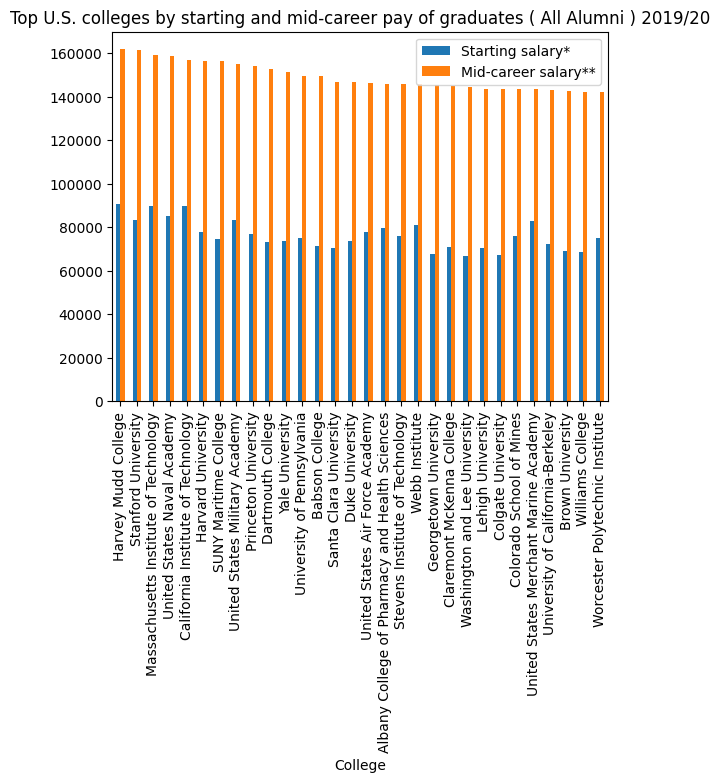 Top U.S. colleges by starting and mid-career pay of graduates ( All Alumni ) 2019/20
Starting salary*
Mid-career salary**
160000
140000
120000
100000
80000
60000
40000
20000
0
Harvey Mudd College
Stanford University
Massachusetts Institute of Technology
United States Naval Academy
California Institute of Technology
Harvard University
SUNY Maritime College
United States Military Academy
Princeton University
Dartmouth College
Yale University
University of Pennsylvania
Babson College
Santa Clara University
Duke University
United States Air Force Academy
Albany College of Pharmacy and Health Sciences
Stevens Institute of Technology
Webb Institute
Georgetown University
Claremont McKenna College
Washington and Lee University
Lehigh University
Colgate University
Colorado School of Mines
United States Merchant Marine Academy
University of California-Berkeley
Brown University
Williams College
Worcester Polytechnic Institute
College